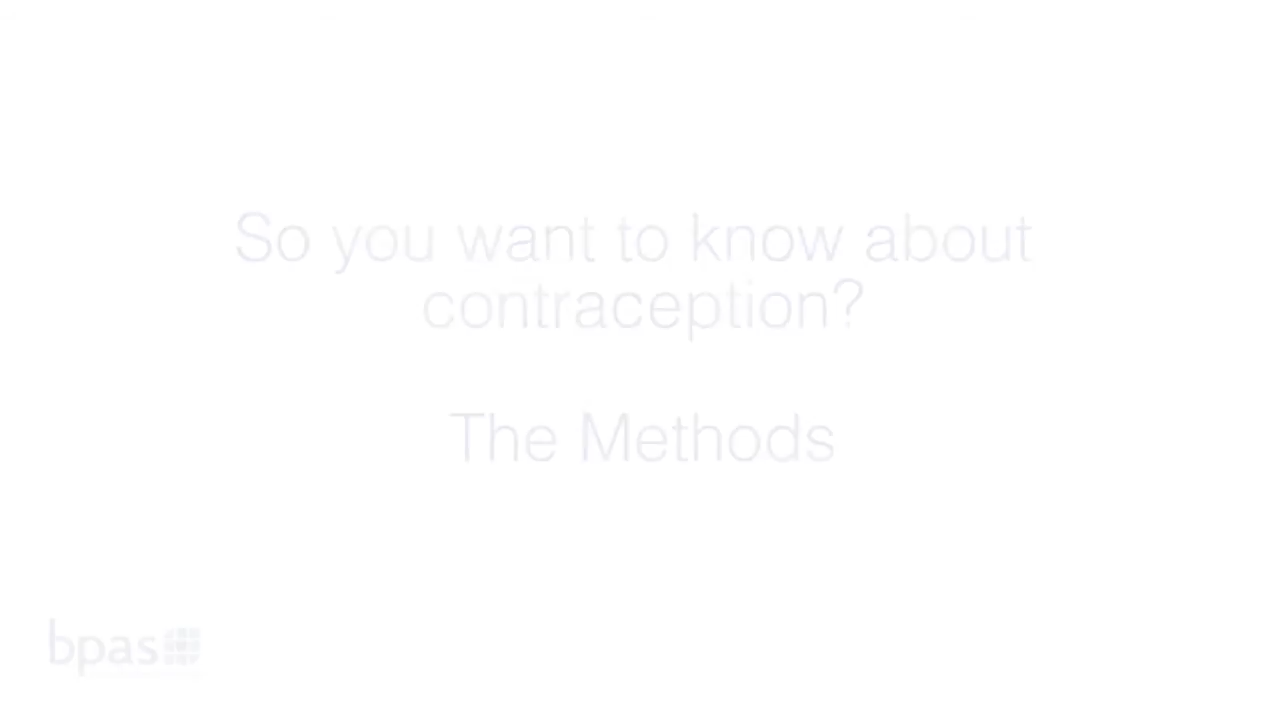 So you want to know about
contraception?
The Methods
bpas